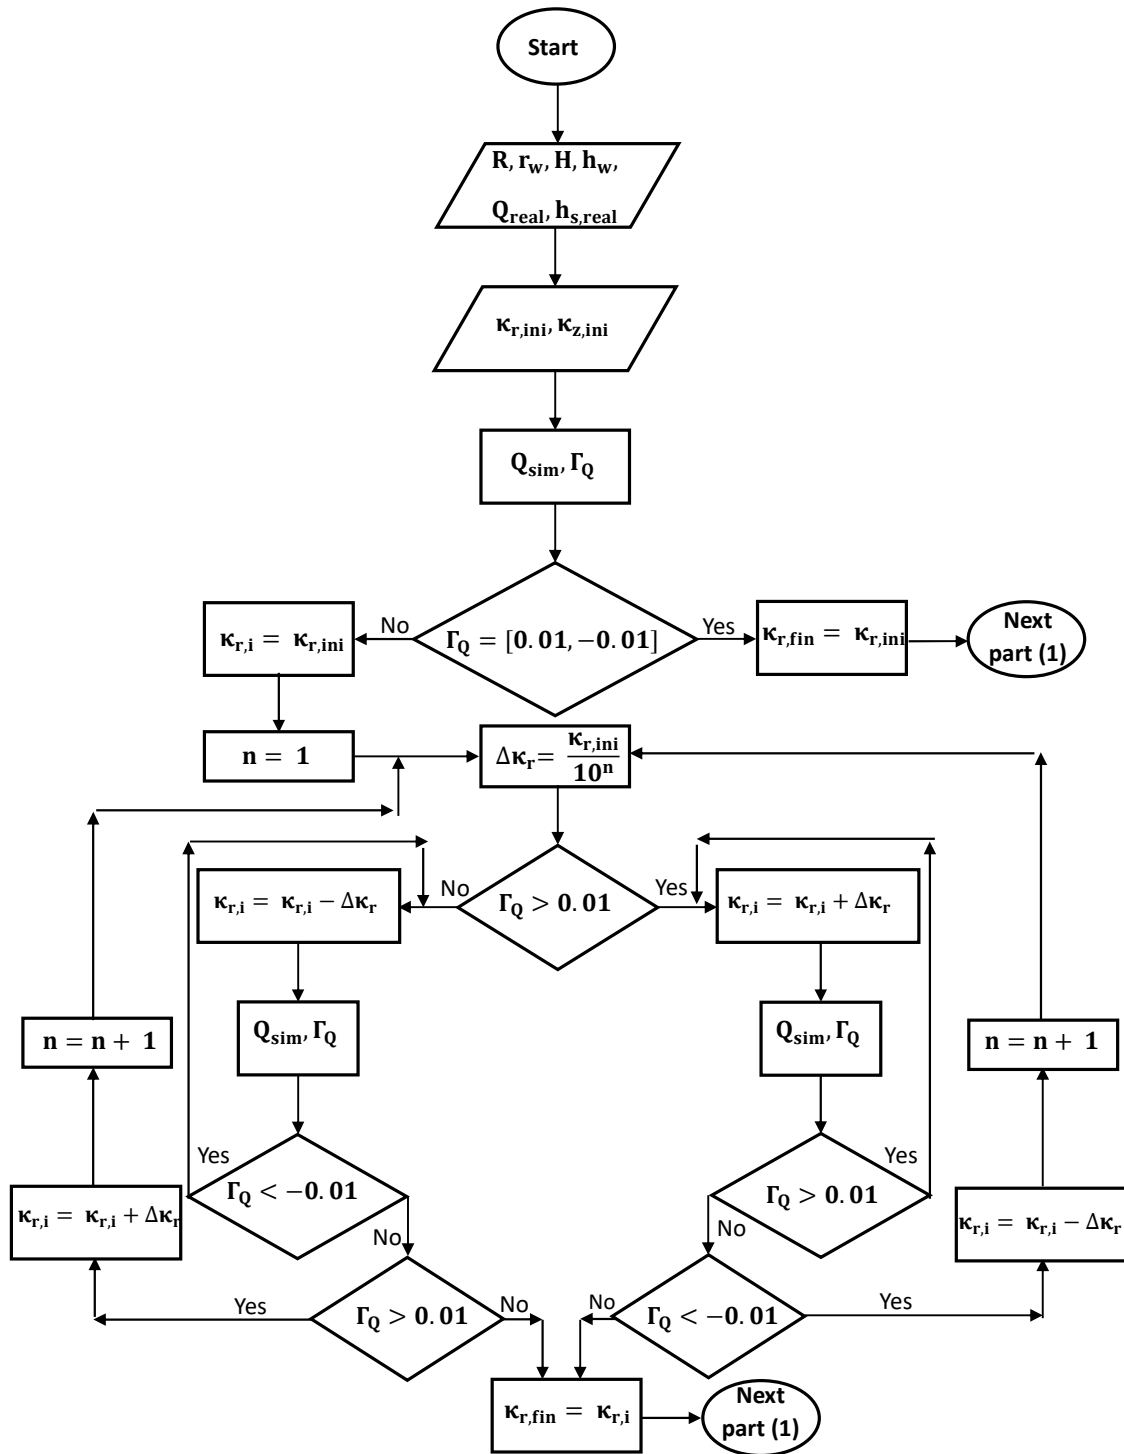 Start
R, r_w, H, h_w,
Q_real, h_s,real
κ_r,ini, κ_z,ini
Q_sim, Γ_Q
Γ_Q = [0.01, −0.01]
No
Yes
κ_r,i = κ_r,ini
κ_r,fin = κ_r,ini
Next
part (1)
n = 1
Δκ_r = κ_r,ini / 10^n
Γ_Q > 0.01
No
Yes
κ_r,i = κ_r,i − Δκ_r
κ_r,i = κ_r,i + Δκ_r
Q_sim, Γ_Q
Q_sim, Γ_Q
n = n + 1
n = n + 1
Yes
Γ_Q < −0.01
No
Γ_Q > 0.01
Yes
No
κ_r,i = κ_r,i + Δκ_r
κ_r,i = κ_r,i − Δκ_r
Yes
Γ_Q > 0.01
No
No
Γ_Q < −0.01
Yes
κ_r,fin = κ_r,i
Next
part (1)